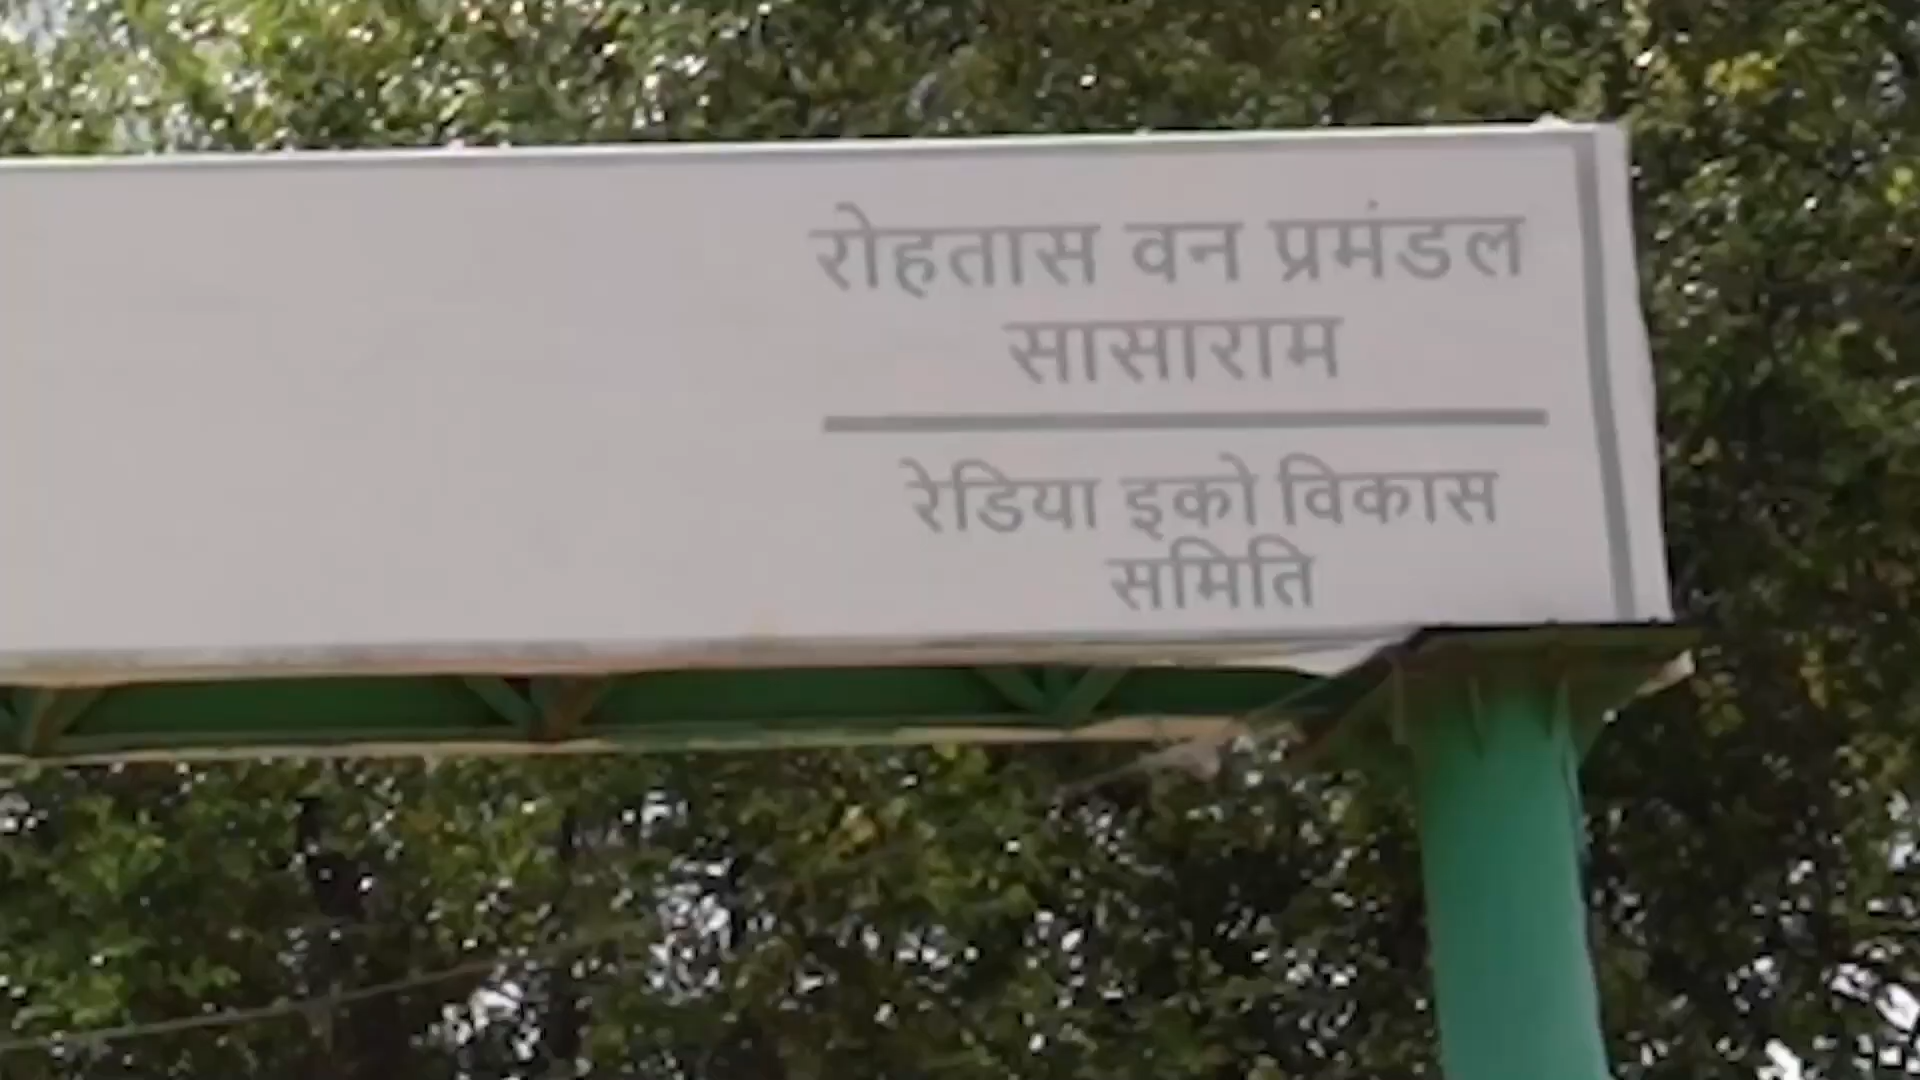 रोहतास वन प्रमंडल
सासाराम
रेडिया इको विकास
समिति